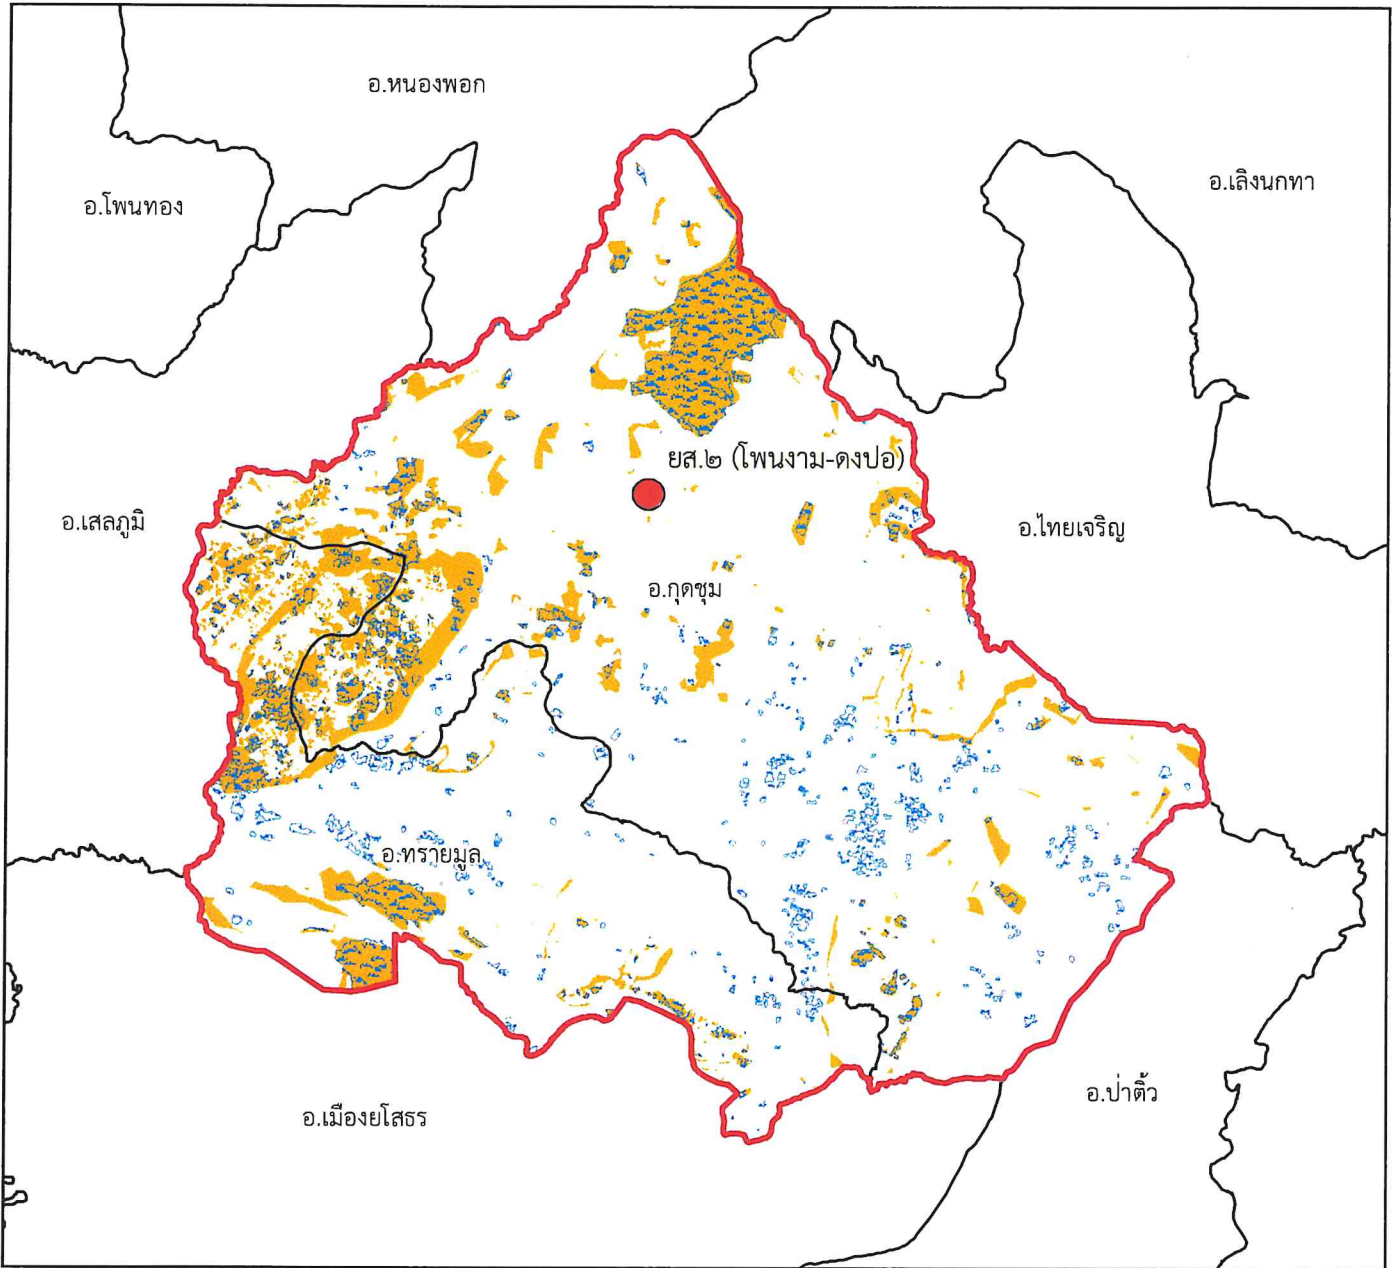 อ.หนองพอก
อ.เลิงนกทา
อ.โพนทอง
ยส.๒ (โพนงาม-ดงปอ)
อ.เสลภูมิ
อ.ไทยเจริญ
อ.กุดชุม
อ.ทรายมูล
อ.ป่าติ้ว
อ.เมืองยโสธร